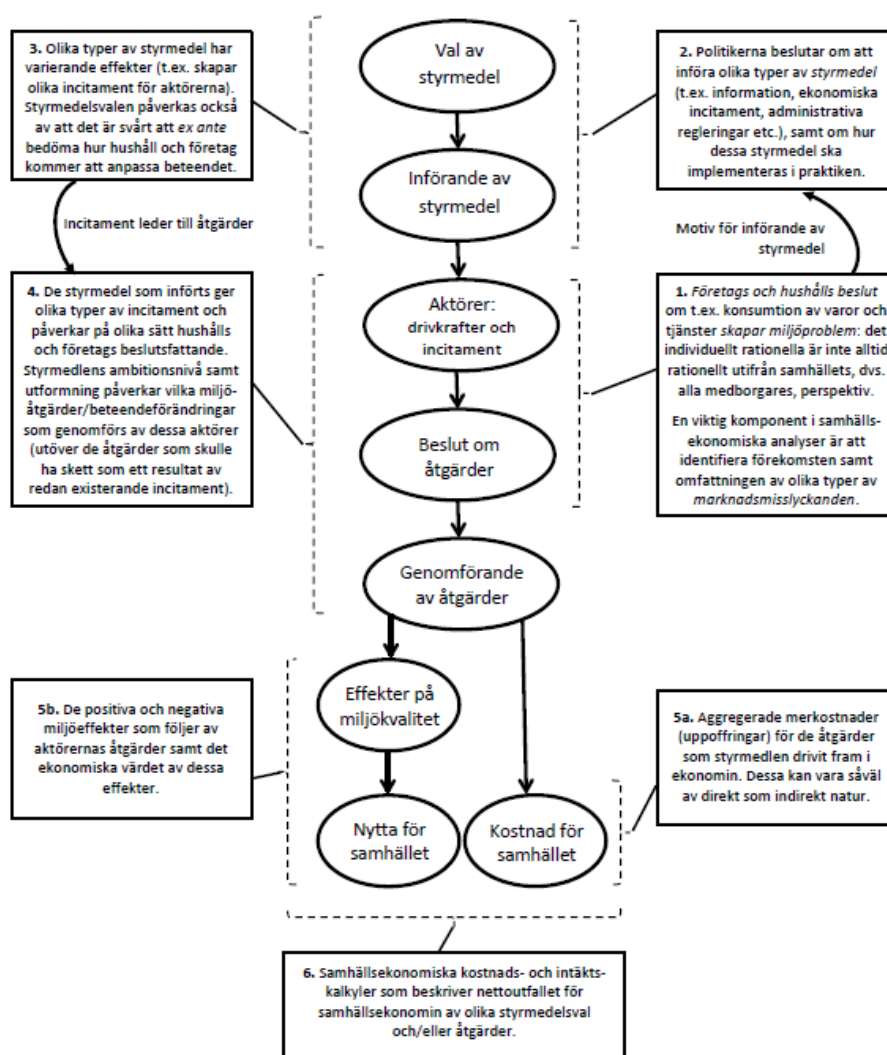 3. Olika typer av styrmedel har
varierande effekter (t.ex. skapar
olika incitament för aktörerna).
Styrmedelsvalen påverkas också
av att det är svårt att ex ante
bedöma hur hushåll och företag
kommer att anpassa beteendet.
Val av
styrmedel
2. Politikerna beslutar om att
införa olika typer av styrmedel
(t.ex. information, ekonomiska
incitament, administrativa
regleringar etc.), samt om hur
dessa styrmedel ska
implementeras i praktiken.
Införande av
styrmedel
Incitament leder till åtgärder
Motiv för införande av
styrmedel
4. De styrmedel som införts ger
olika typer av incitament och
påverkar på olika sätt hushålls
och företags beslutsfattande.
Styrmedlens ambitionsnivå samt
utformning påverkar vilka miljö-
åtgärder/beteendeförändringar
som genomförs av dessa aktörer
(utöver de åtgärder som skulle
ha skett som ett resultat av
redan existerande incitament).
Aktörer:
drivkrafter och
incitament
1. Företags och hushålls beslut
om t.ex. konsumtion av varor och
tjänster skapar miljöproblem: det
individuellt rationella är inte alltid
rationellt utifrån samhällets, dvs.
alla medborgares, perspektiv.
En viktig komponent i samhälls-
ekonomiska analyser är att
identifiera förekomsten samt
omfattningen av olika typer av
marknadsmisslyckanden.
Beslut om
åtgärder
Genomförande
av åtgärder
5b. De positiva och negativa
miljöeffekter som följer av
aktörernas åtgärder samt det
ekonomiska värdet av dessa
effekter.
Effekter på
miljökvalitet
5a. Aggregerade merkostnader
(uppoffringar) för de åtgärder
som styrmedlen drivit fram i
ekonomin. Dessa kan vara såväl
av direkt som indirekt natur.
Nytta för
samhället
Kostnad för
samhället
6. Samhällsekonomiska kostnads- och intäkts-
kalkyler som beskriver nettoutfallet för
samhällsekonomin av olika styrmedelsval
och/eller åtgärder.